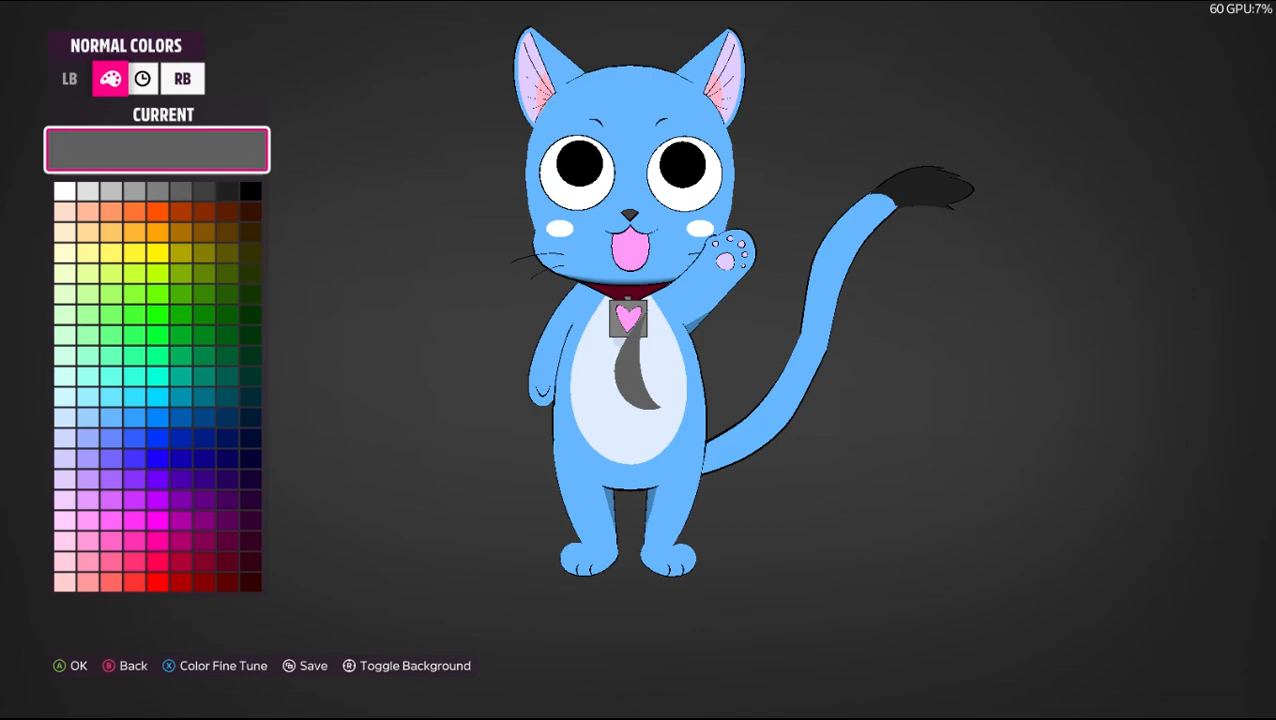 60 GPU:7%
NORMAL COLORS
LB RB
CURRENT
A OK B Back X Color Fine Tune Save R Toggle Background